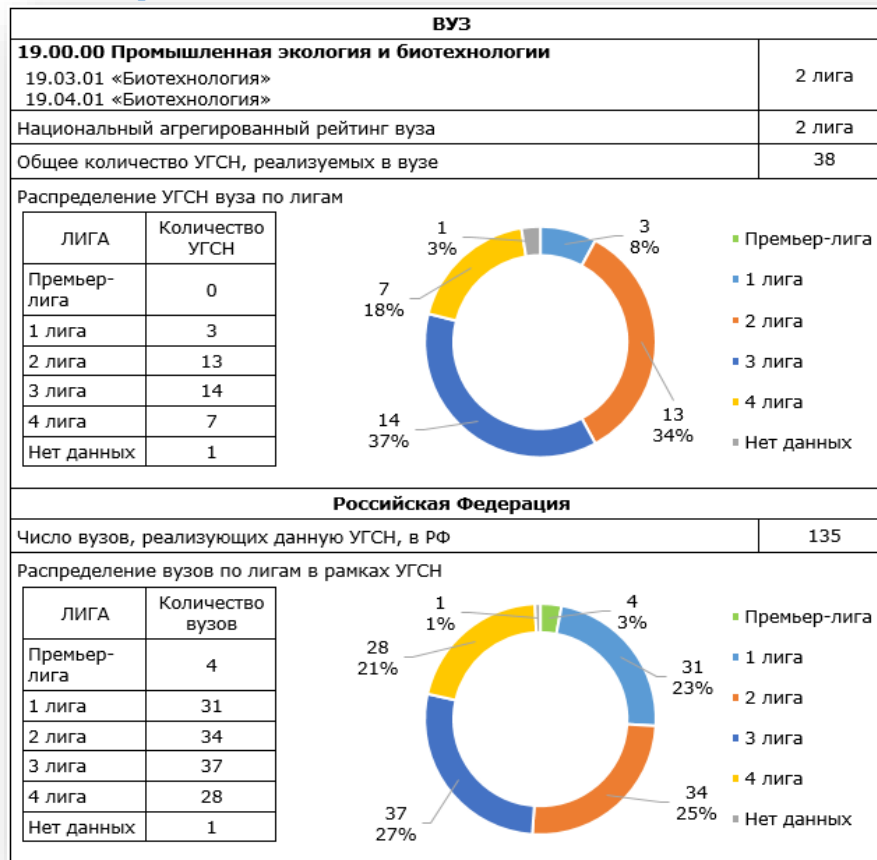 ВУЗ
19.00.00 Промышленная экология и биотехнологии
19.03.01 «Биотехнология»
19.04.01 «Биотехнология»
2 лига
Национальный агрегированный рейтинг вуза
2 лига
Общее количество УГСН, реализуемых в вузе
38
Распределение УГСН вуза по лигам
ЛИГА
Количество
УГСН
Премьер-
лига
0
1 лига
3
2 лига
13
3 лига
14
4 лига
7
Нет данных
1
1
3%
3
8%
7
18%
14
37%
13
34%
Премьер-лига
1 лига
2 лига
3 лига
4 лига
Нет данных
Российская Федерация
Число вузов, реализующих данную УГСН, в РФ
135
Распределение вузов по лигам в рамках УГСН
ЛИГА
Количество
вузов
Премьер-
лига
4
1 лига
31
2 лига
34
3 лига
37
4 лига
28
Нет данных
1
1
1%
4
3%
28
21%
31
23%
37
27%
34
25%
Премьер-лига
1 лига
2 лига
3 лига
4 лига
Нет данных